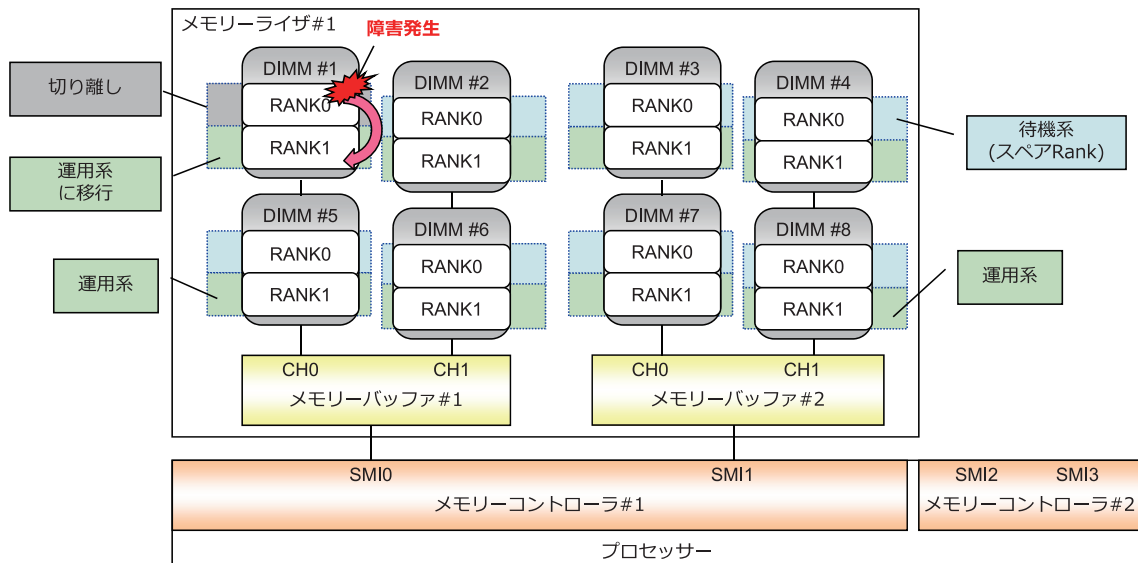 メモリーライザ#1
障害発生
切り離し
運用系
に移行
運用系
DIMM #1
RANK0
RANK1
DIMM #2
RANK0
RANK1
DIMM #3
RANK0
RANK1
DIMM #4
RANK0
RANK1
待機系
(スペアRank)
DIMM #5
RANK0
RANK1
DIMM #6
RANK0
RANK1
DIMM #7
RANK0
RANK1
DIMM #8
RANK0
RANK1
運用系
CH0
CH1
メモリーバッファ#1
CH0
CH1
メモリーバッファ#2
SMI0
SMI1
メモリーコントローラ#1
SMI2
SMI3
メモリーコントローラ#2
プロセッサー